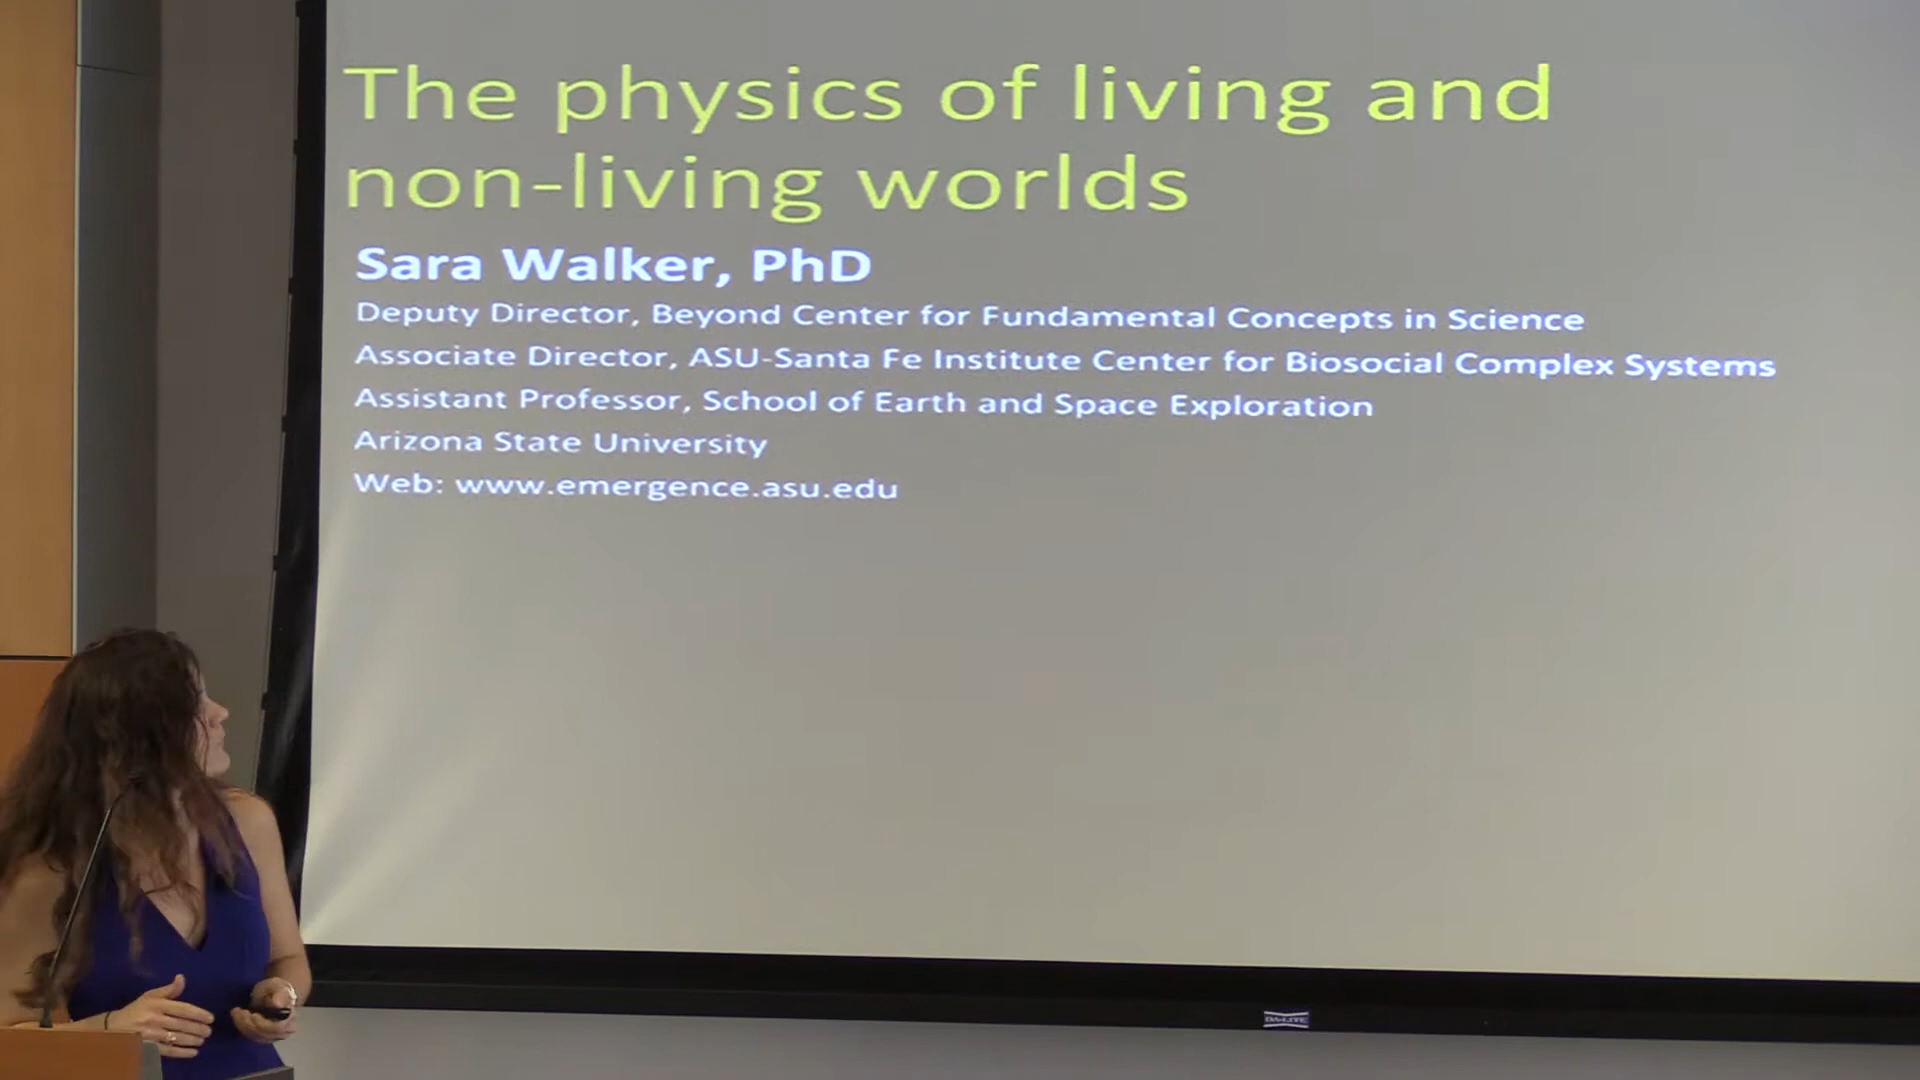 The physics of living and
non-living worlds
Sara Walker, PhD
Deputy Director, Beyond Center for Fundamental Concepts in Science
Associate Director, ASU-Santa Fe Institute Center for Biosocial Complex Systems
Assistant Professor, School of Earth and Space Exploration
Arizona State University
Web: www.emergence.asu.edu
DA-LITE